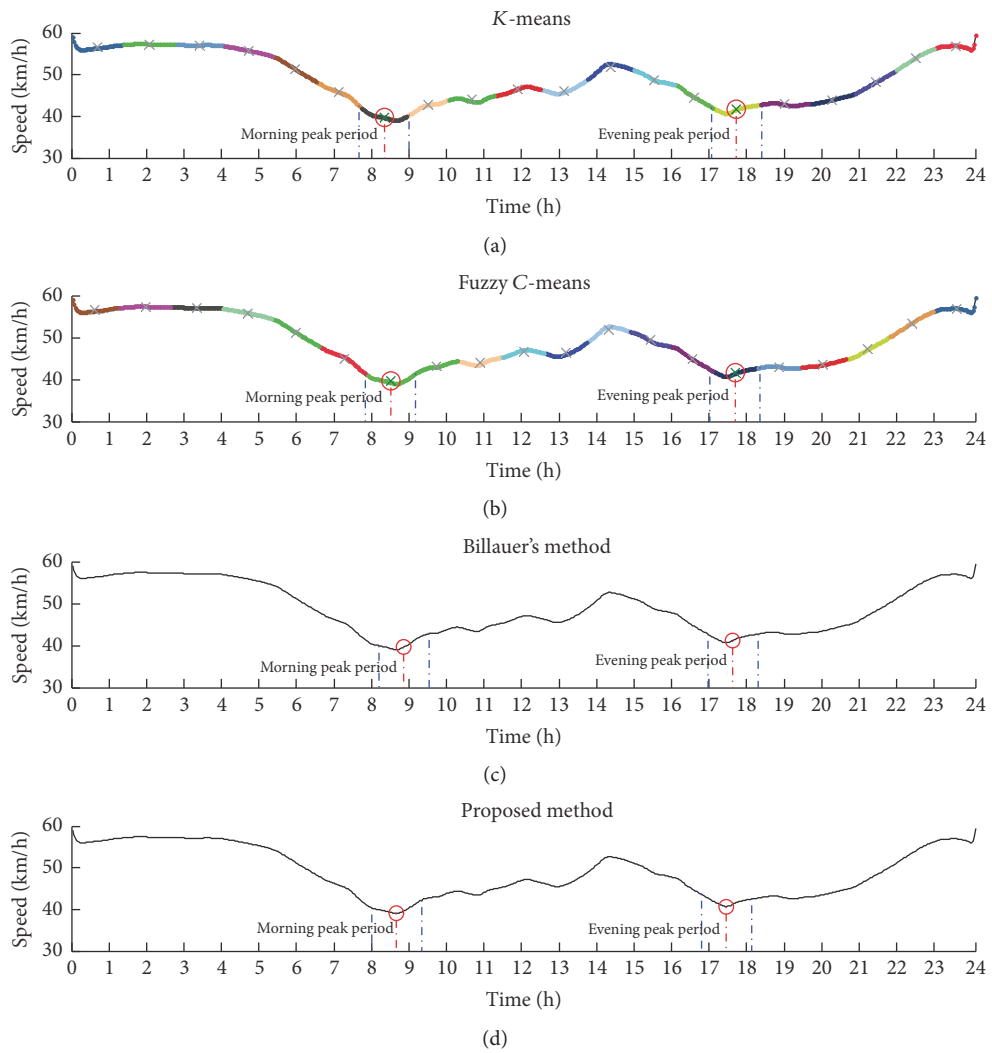 K-means
Speed (km/h)
60
50
40
30
Morning peak period
Evening peak period
0 1 2 3 4 5 6 7 8 9 10 11 12 13 14 15 16 17 18 19 20 21 22 23 24
Time (h)
(a)
Fuzzy C-means
Speed (km/h)
60
50
40
30
Morning peak period
Evening peak period
0 1 2 3 4 5 6 7 8 9 10 11 12 13 14 15 16 17 18 19 20 21 22 23 24
Time (h)
(b)
Billauer's method
Speed (km/h)
60
50
40
30
Morning peak period
Evening peak period
0 1 2 3 4 5 6 7 8 9 10 11 12 13 14 15 16 17 18 19 20 21 22 23 24
Time (h)
(c)
Proposed method
Speed (km/h)
60
50
40
30
Morning peak period
Evening peak period
0 1 2 3 4 5 6 7 8 9 10 11 12 13 14 15 16 17 18 19 20 21 22 23 24
Time (h)
(d)